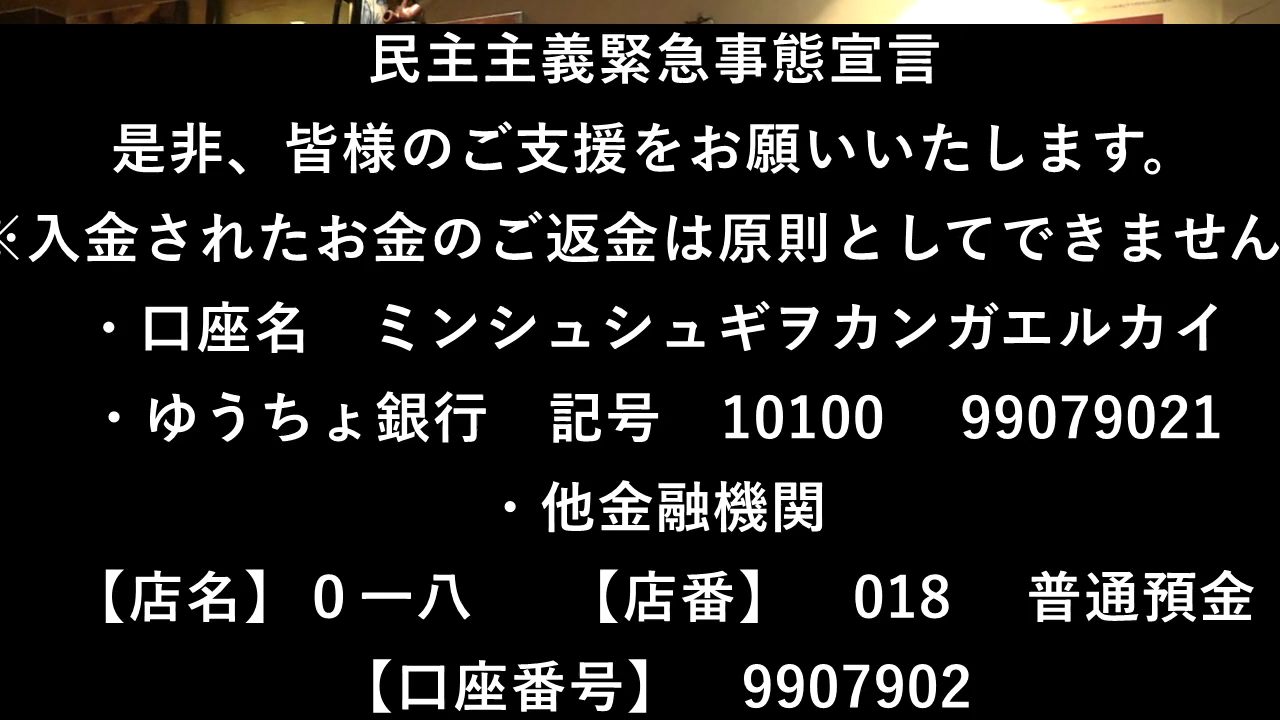 民主主義緊急事態宣言
是非、皆様のご支援をお願いいたします。
※入金されたお金のご返金は原則としてできません
・口座名　ミンシュシュギヲカンガエルカイ
・ゆうちょ銀行　記号　10100　99079021
・他金融機関
【店名】０一八　【店番】　018　普通預金
【口座番号】　9907902